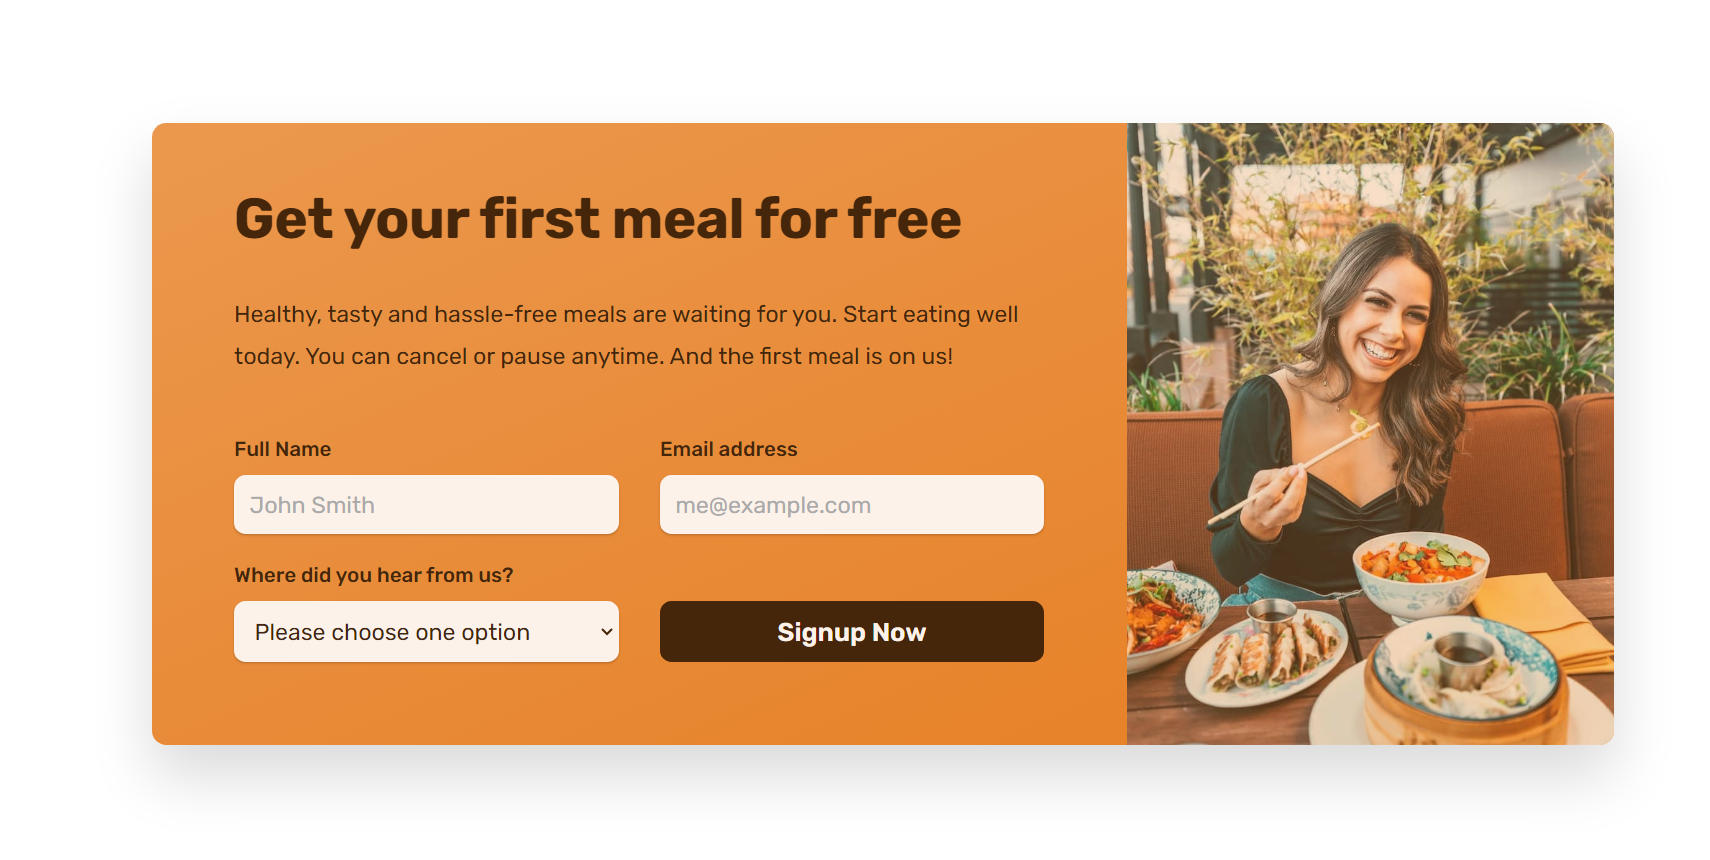 Get your first meal for free
Healthy, tasty and hassle-free meals are waiting for you. Start eating well
today. You can cancel or pause anytime. And the first meal is on us!
Full Name
Email address
John Smith
me@example.com
Where did you hear from us?
Please choose one option
Signup Now